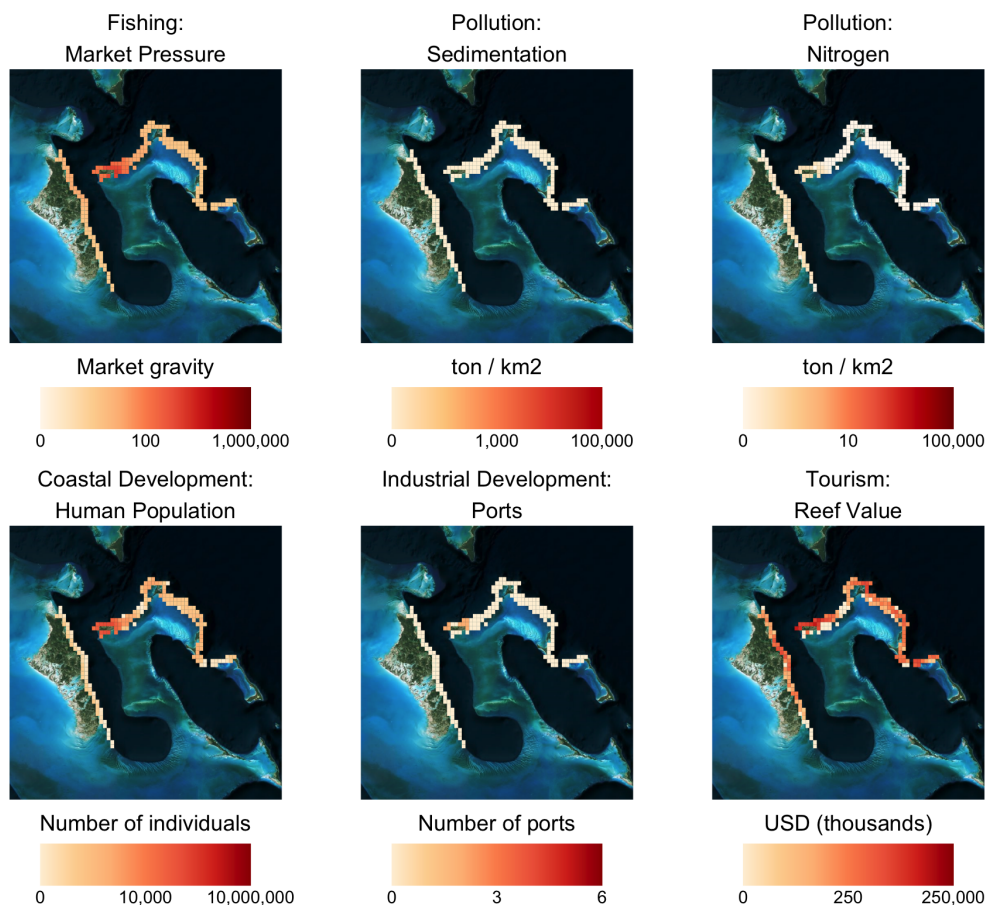 Fishing:
Market Pressure
Pollution:
Sedimentation
Pollution:
Nitrogen
Market gravity
0 100 1,000,000
ton / km2
0 1,000 100,000
ton / km2
0 10 100,000
Coastal Development:
Human Population
Industrial Development:
Ports
Tourism:
Reef Value
Number of individuals
0 10,000 10,000,000
Number of ports
0 3 6
USD (thousands)
0 250 250,000